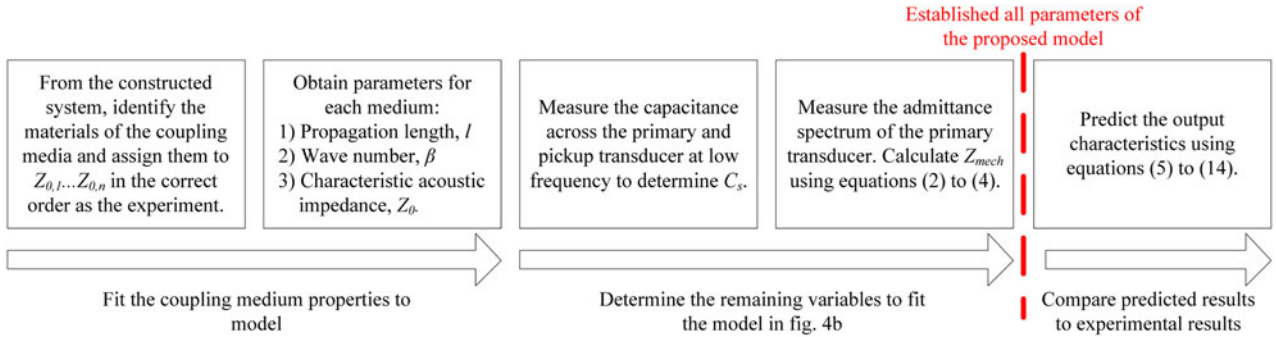 Established all parameters of
the proposed model
From the constructed
system, identify the
materials of the coupling
media and assign them to
Z0,1...Z0,n in the correct
order as the experiment.
Obtain parameters for
each medium:
1) Propagation length, l
2) Wave number, β
3) Characteristic acoustic
impedance, Z0.
Measure the capacitance
across the primary and
pickup transducer at low
frequency to determine Cs.
Measure the admittance
spectrum of the primary
transducer. Calculate Zmech
using equations (2) to (4).
Predict the output
characteristics using
equations (5) to (14).
Fit the coupling medium properties to
model
Determine the remaining variables to fit
the model in fig. 4b
Compare predicted results
to experimental results